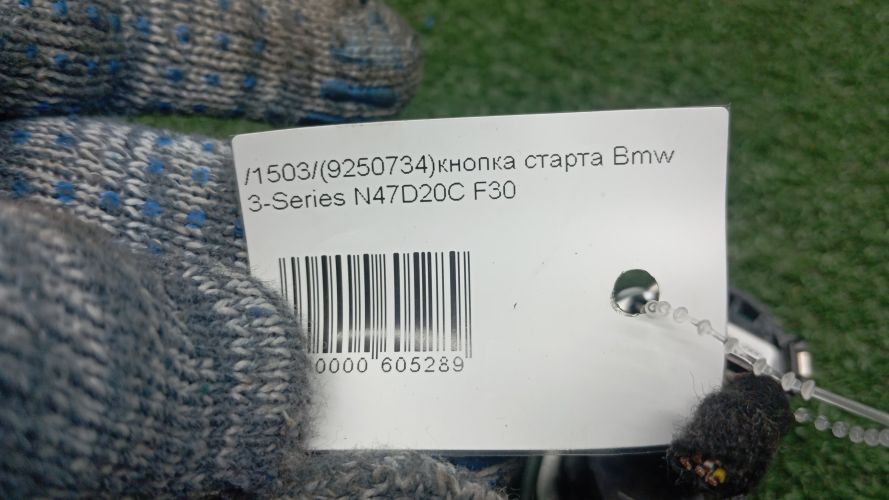 /1503/(9250734)кнопка старта Bmw
3-Series N47D20C F30
0000 605289